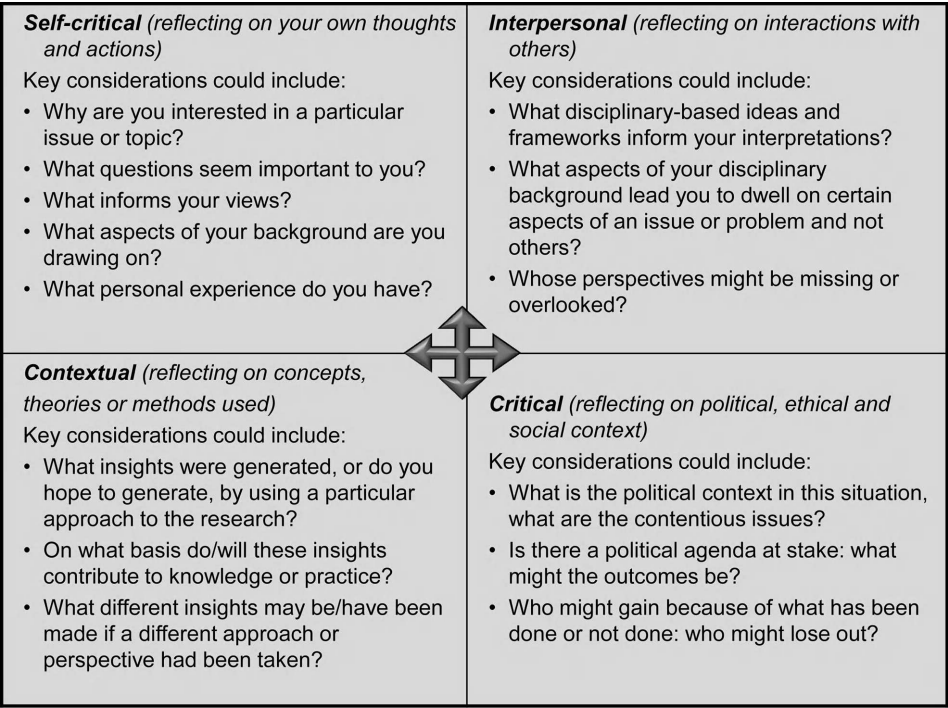 Self-critical (reflecting on your own thoughts
and actions)
Key considerations could include:
• Why are you interested in a particular
issue or topic?
• What questions seem important to you?
• What informs your views?
• What aspects of your background are you
drawing on?
• What personal experience do you have?
Interpersonal (reflecting on interactions with
others)
Key considerations could include:
• What disciplinary-based ideas and
frameworks inform your interpretations?
• What aspects of your disciplinary
background lead you to dwell on certain
aspects of an issue or problem and not
others?
• Whose perspectives might be missing or
overlooked?
Contextual (reflecting on concepts,
theories or methods used)
Key considerations could include:
• What insights were generated, or do you
hope to generate, by using a particular
approach to the research?
• On what basis do/will these insights
contribute to knowledge or practice?
• What different insights may be/have been
made if a different approach or
perspective had been taken?
Critical (reflecting on political, ethical and
social context)
Key considerations could include:
• What is the political context in this situation,
what are the contentious issues?
• Is there a political agenda at stake: what
might the outcomes be?
• Who might gain because of what has been
done or not done: who might lose out?